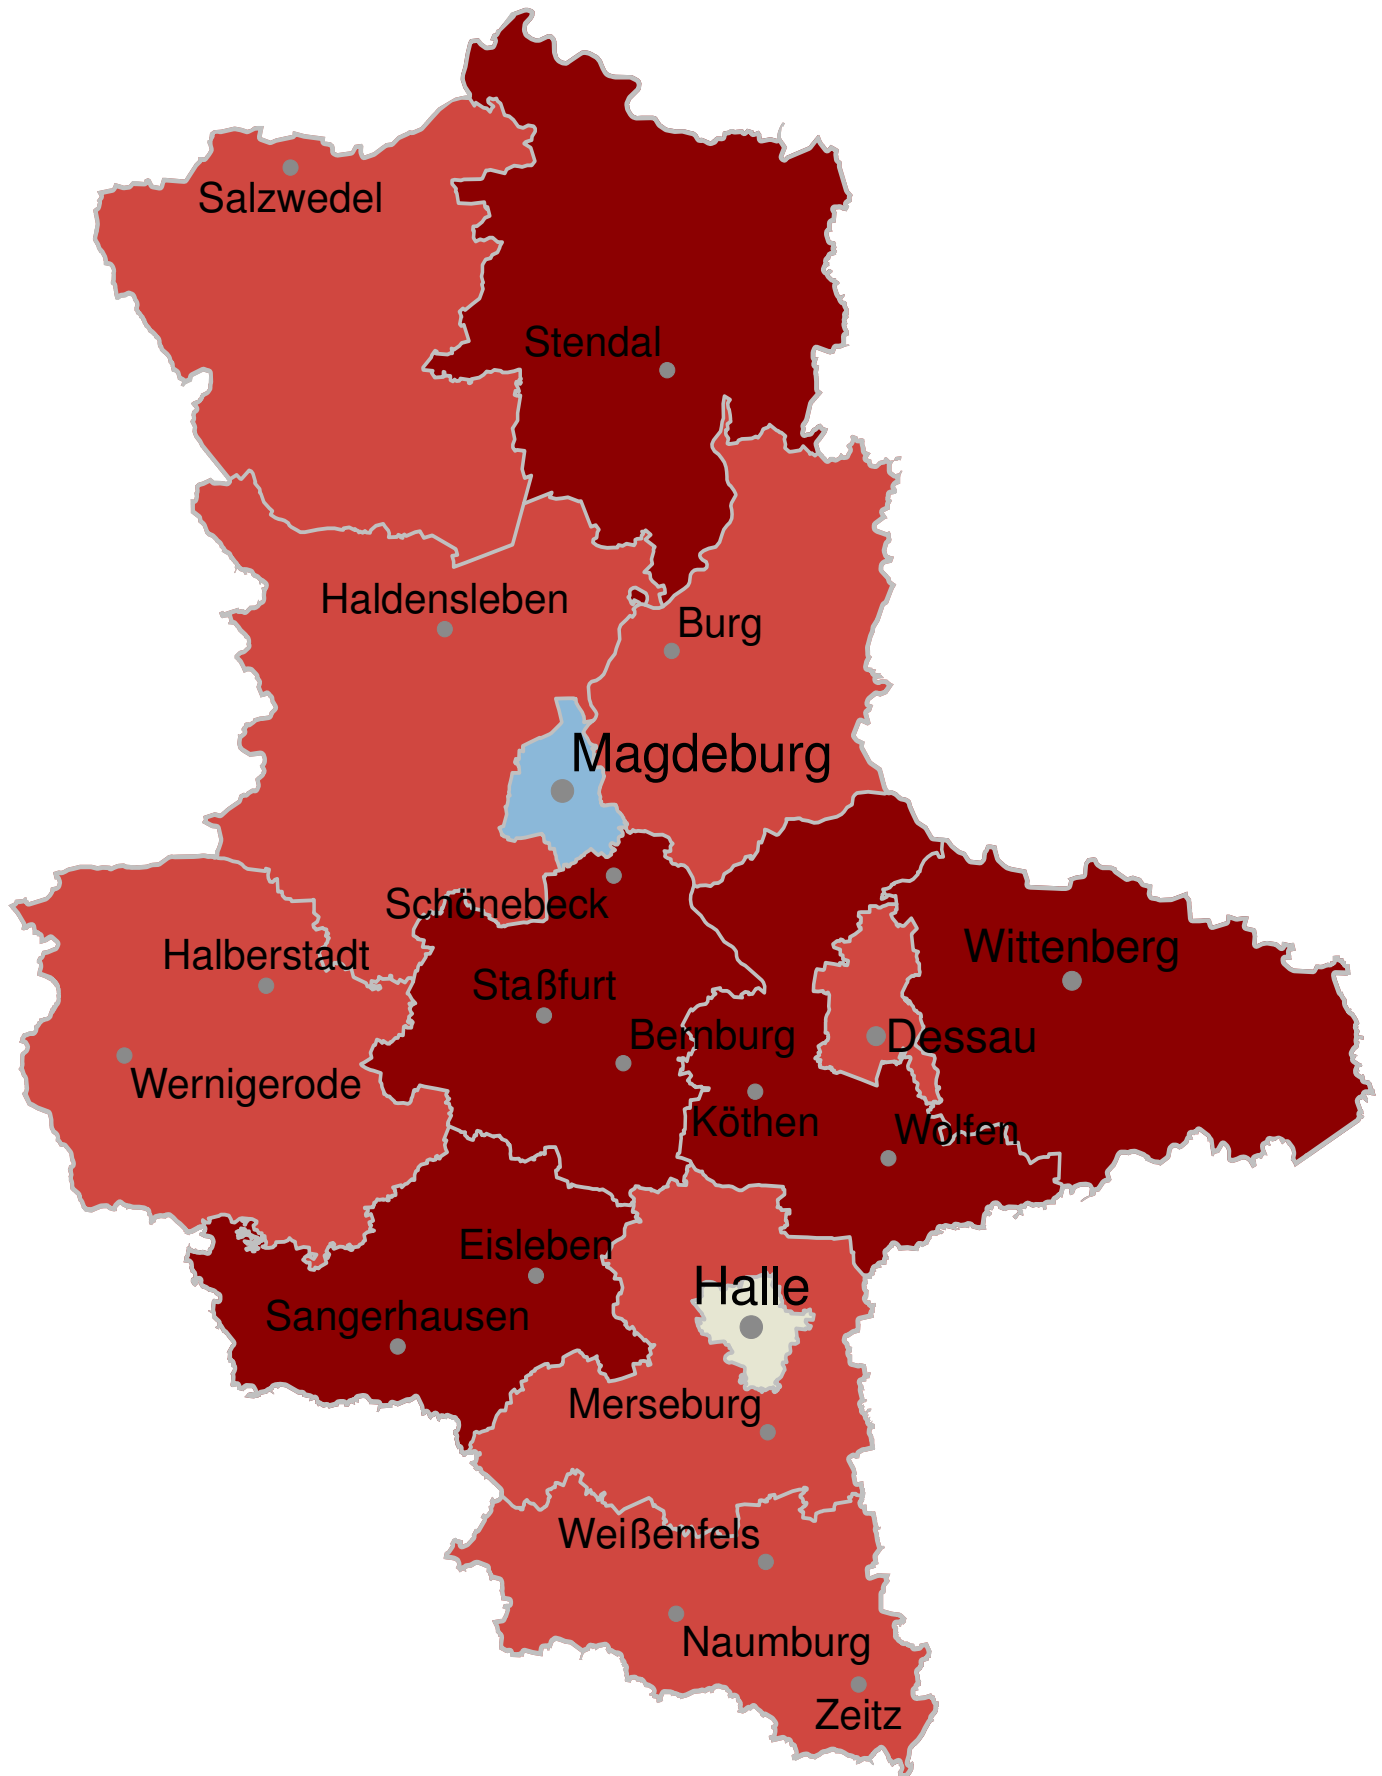 Salzwedel
Stendal
Haldensleben
Burg
Magdeburg
Schönebeck
Halberstadt
Wittenberg
Staßfurt
Bernburg
Dessau
Wernigerode
Köthen
Wolfen
Eisleben
Halle
Sangerhausen
Merseburg
Weißenfels
Naumburg
Zeitz